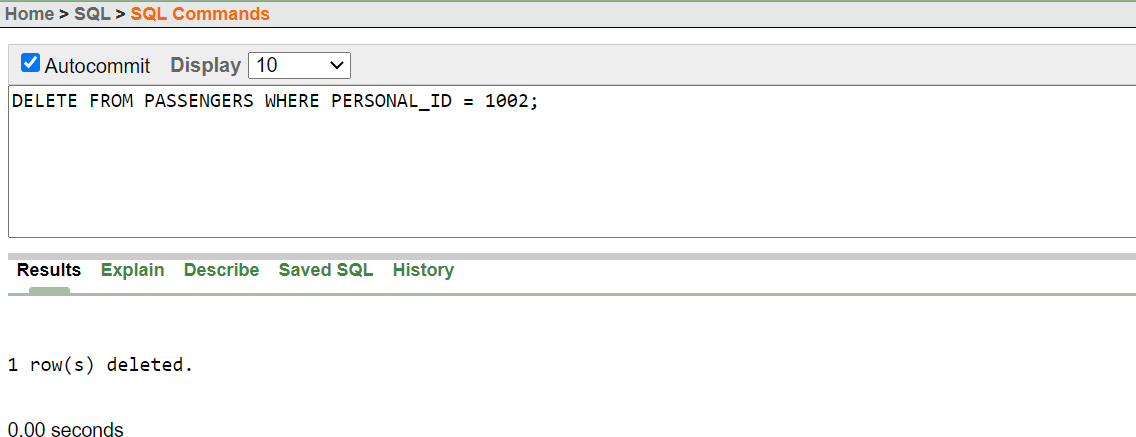 Home > SQL > SQL Commands
Autocommit Display 10
DELETE FROM PASSENGERS WHERE PERSONAL_ID = 1002;
Results Explain Describe Saved SQL History
1 row(s) deleted.
0.00 seconds